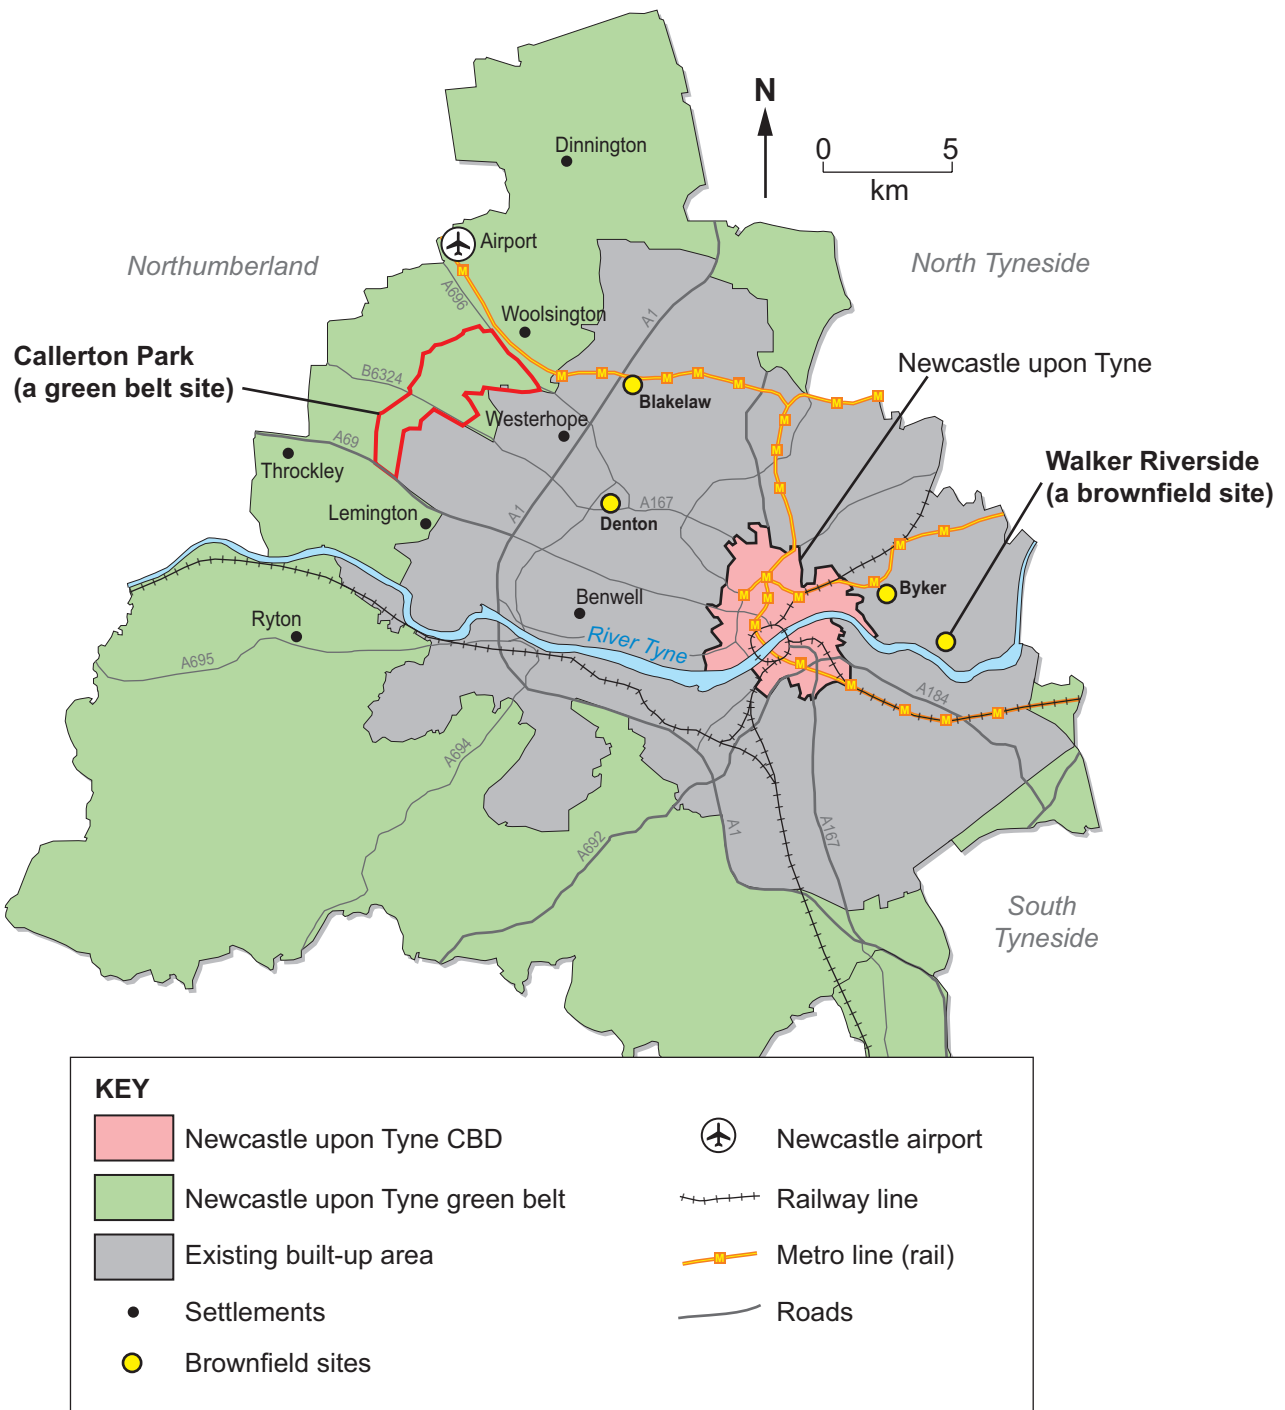 Dinnington
N
0 5
km
Airport
Northumberland
North Tyneside
A696
A1
Woolsington
Callerton Park
(a green belt site)
B6324
Newcastle upon Tyne
Blakelaw
Westerhope
A69
Throckley
Walker Riverside
(a brownfield site)
Lemington
A1
A167
Denton
Benwell
Byker
Ryton
River Tyne
A695
A184
A694
A692
A1
A167
South
Tyneside
KEY
Newcastle upon Tyne CBD
Newcastle upon Tyne green belt
Existing built-up area
Settlements
Brownfield sites
Newcastle airport
Railway line
M
Metro line (rail)
Roads